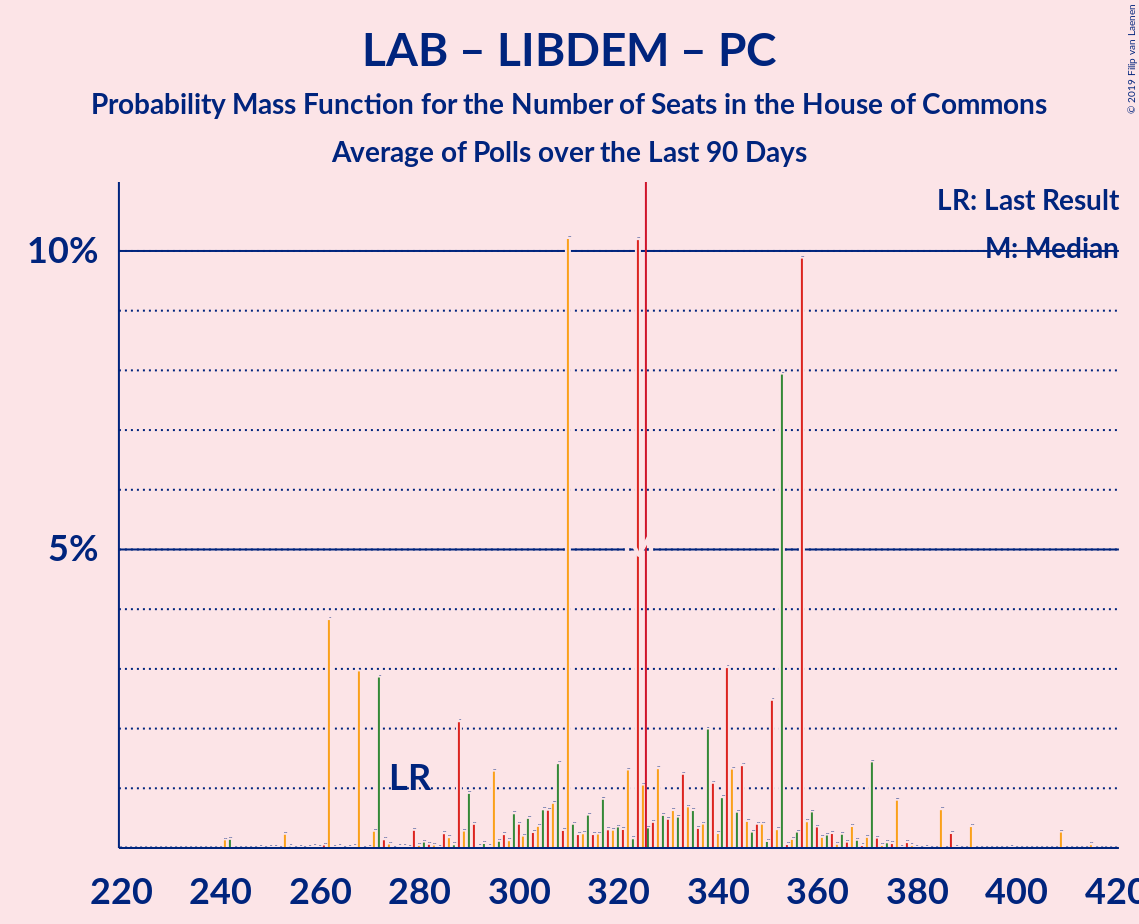 LAB – LIBDEM – PC
Probability Mass Function for the Number of Seats in the House of Commons
Average of Polls over the Last 90 Days
© 2019 Filip van Laenen
LR: Last Result
M: Median
10%
5%
LR
220 240 260 280 300 320 340 360 380 400 420